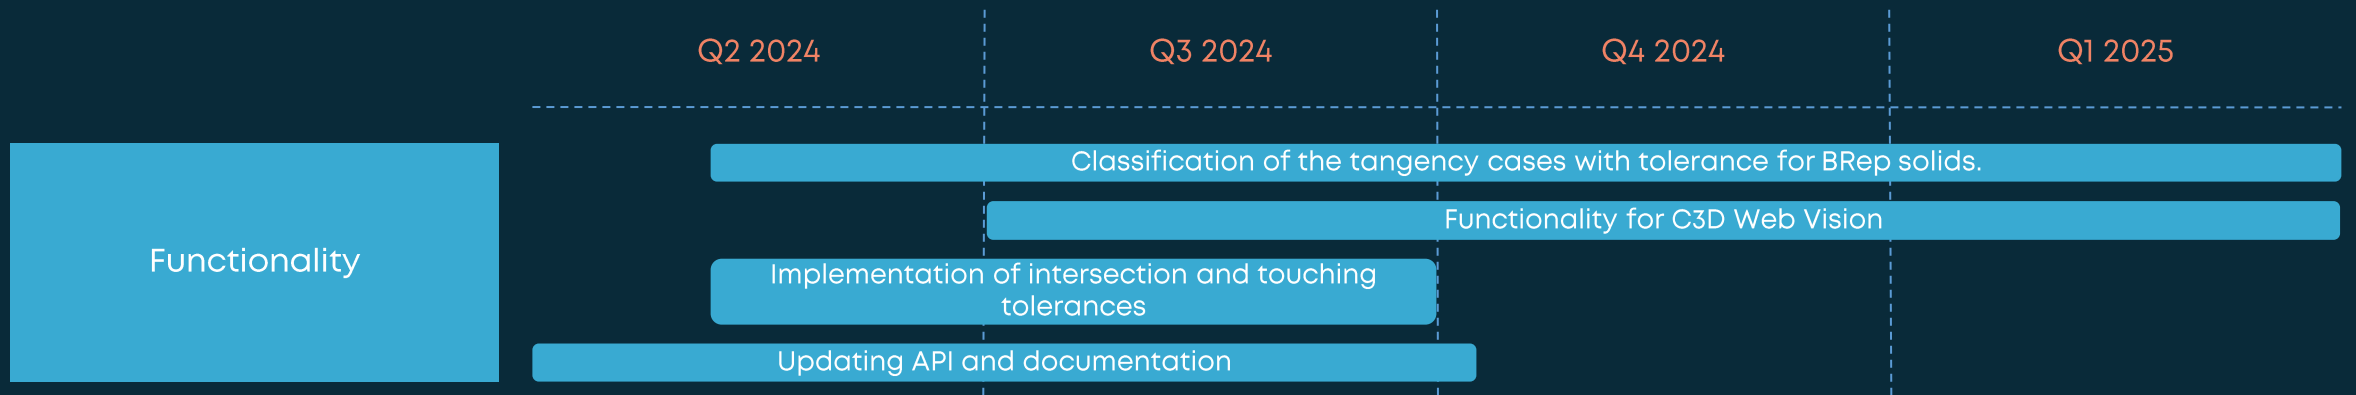 Q2 2024
Q3 2024
Q4 2024
Q1 2025
Functionality
Classification of the tangency cases with tolerance for BRep solids.
Functionality for C3D Web Vision
Implementation of intersection and touching
tolerances
Updating API and documentation